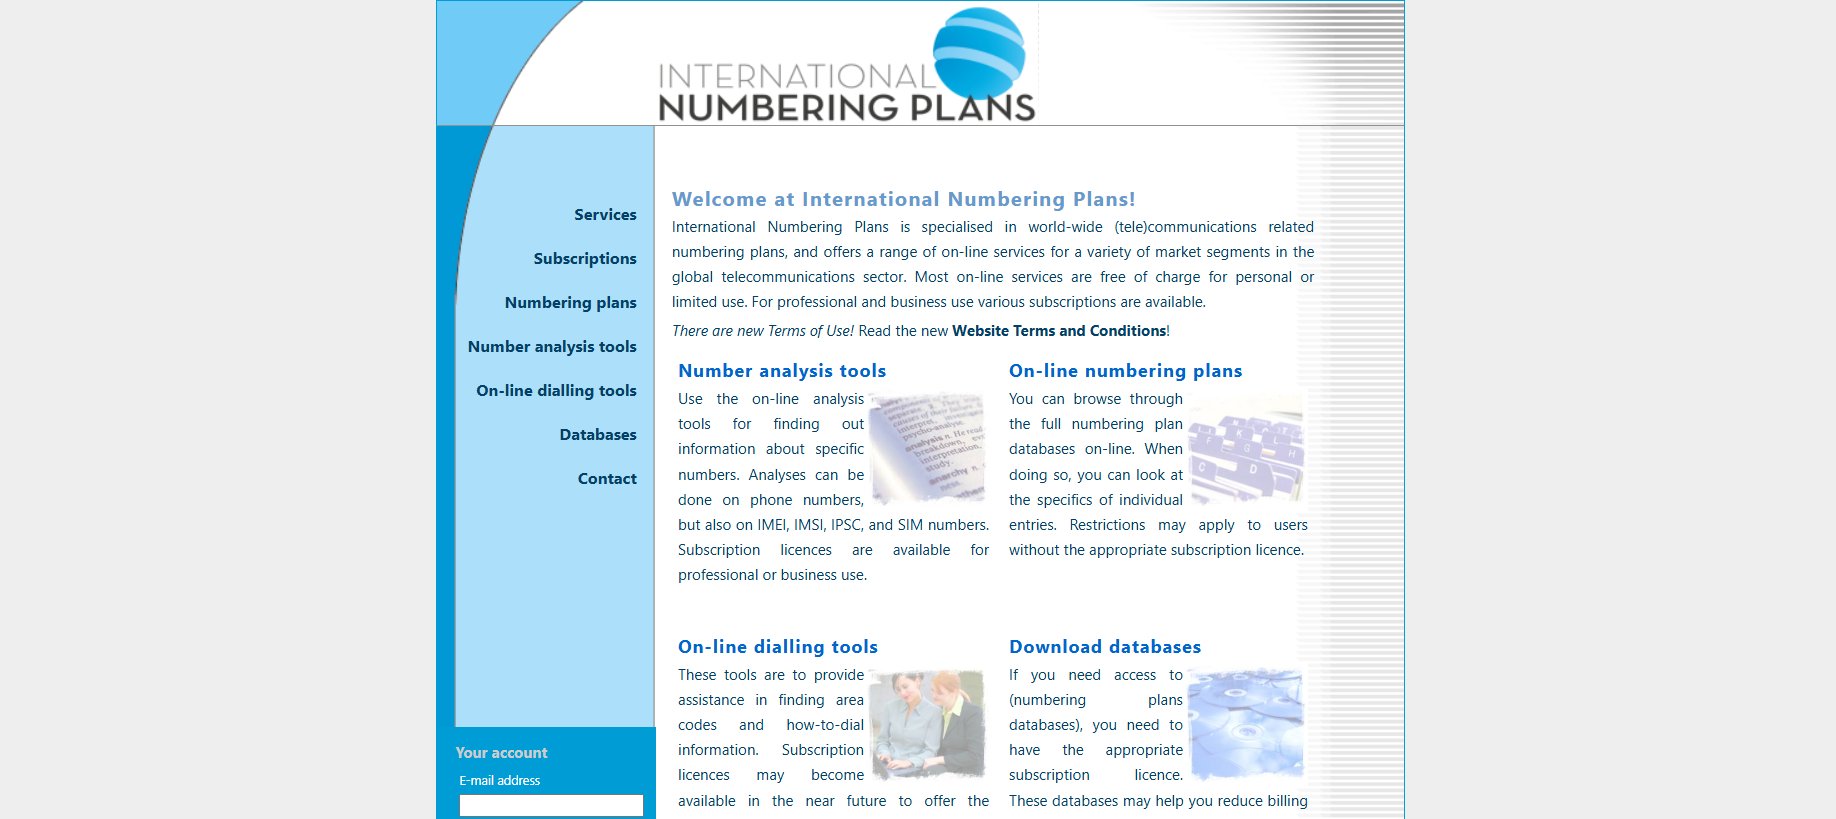 INTERNATIONAL
NUMBERING PLANS
Services
Subscriptions
Numbering plans
Number analysis tools
On-line dialling tools
Databases
Contact
Your account
E-mail address
Welcome at International Numbering Plans!
International Numbering Plans is specialised in world-wide (tele)communications related
numbering plans, and offers a range of on-line services for a variety of market segments in the
global telecommunications sector. Most on-line services are free of charge for personal or
limited use. For professional and business use various subscriptions are available.
There are new Terms of Use! Read the new Website Terms and Conditions!
Number analysis tools
Use the on-line analysis
tools for finding out
information about specific
numbers. Analyses can be
done on phone numbers,
but also on IMEI, IMSI, IPSC, and SIM numbers.
Subscription licences are available for
professional or business use.
On-line numbering plans
You can browse through
the full numbering plan
databases on-line. When
doing so, you can look at
the specifics of individual
entries. Restrictions may apply to users
without the appropriate subscription licence.
On-line dialling tools
These tools are to provide
assistance in finding area
codes and how-to-dial
information. Subscription
licences may become
available in the near future to offer the
Download databases
If you need access to
(numbering plans
databases), you need to
have the appropriate
subscription licence.
These databases may help you reduce billing